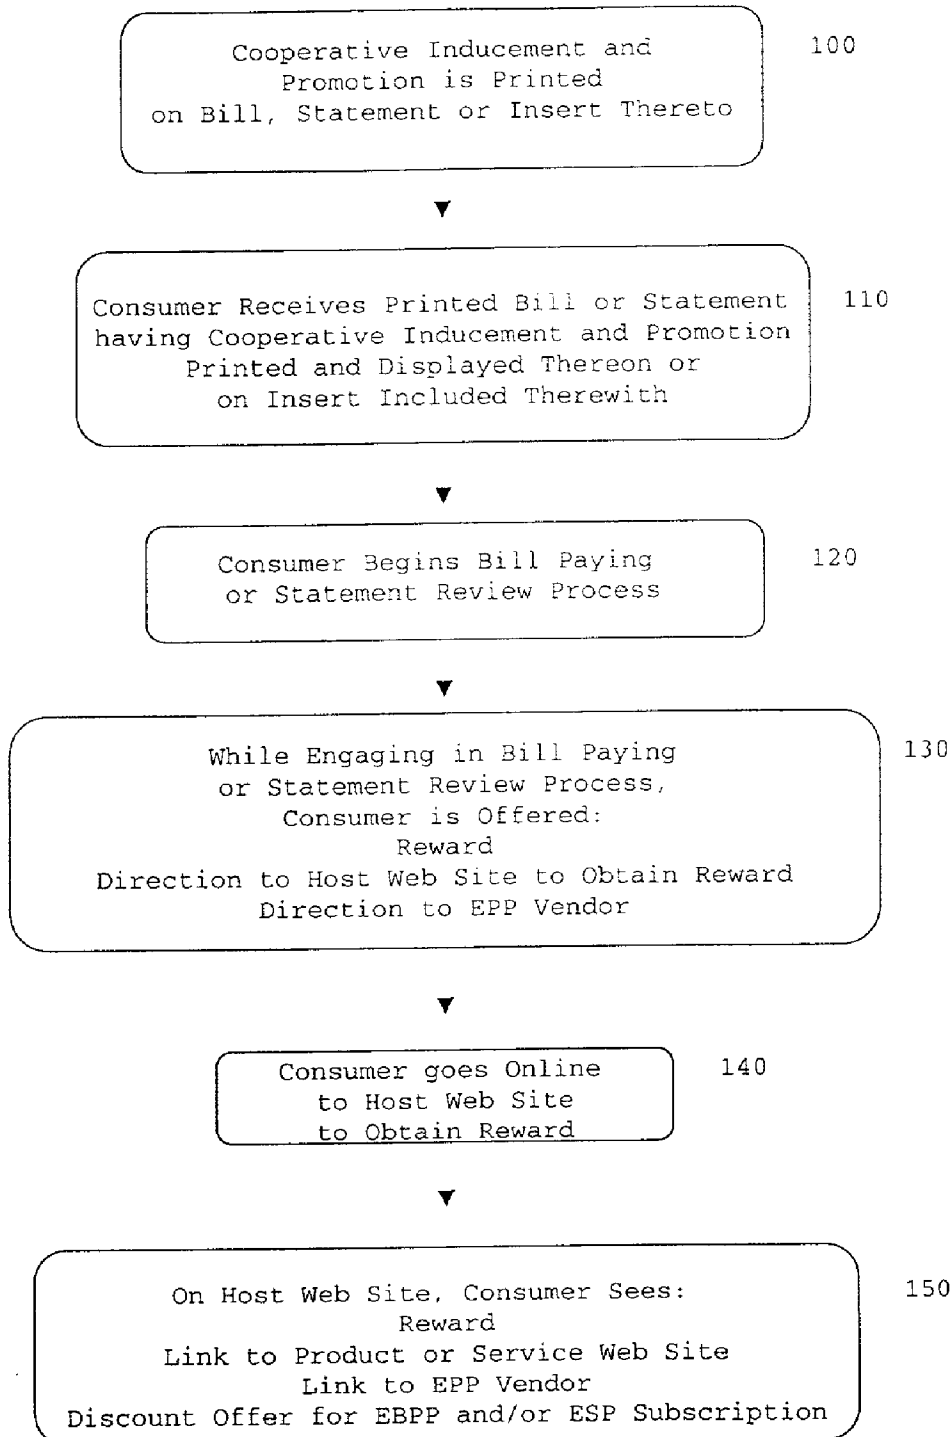 Cooperative Inducement and
Promotion is Printed
on Bill, Statement or Insert Thereto
100
Consumer Receives Printed Bill or Statement
having Cooperative Inducement and Promotion
Printed and Displayed Thereon or
on Insert Included Therewith
110
Consumer Begins Bill Paying
or Statement Review Process
120
While Engaging in Bill Paying
or Statement Review Process,
Consumer is Offered:
Reward
Direction to Host Web Site to Obtain Reward
Direction to EPP Vendor
130
Consumer goes Online
to Host Web Site
to Obtain Reward
140
On Host Web Site, Consumer Sees:
Reward
Link to Product or Service Web Site
Link to EPP Vendor
Discount Offer for EBPP and/or ESP Subscription
150